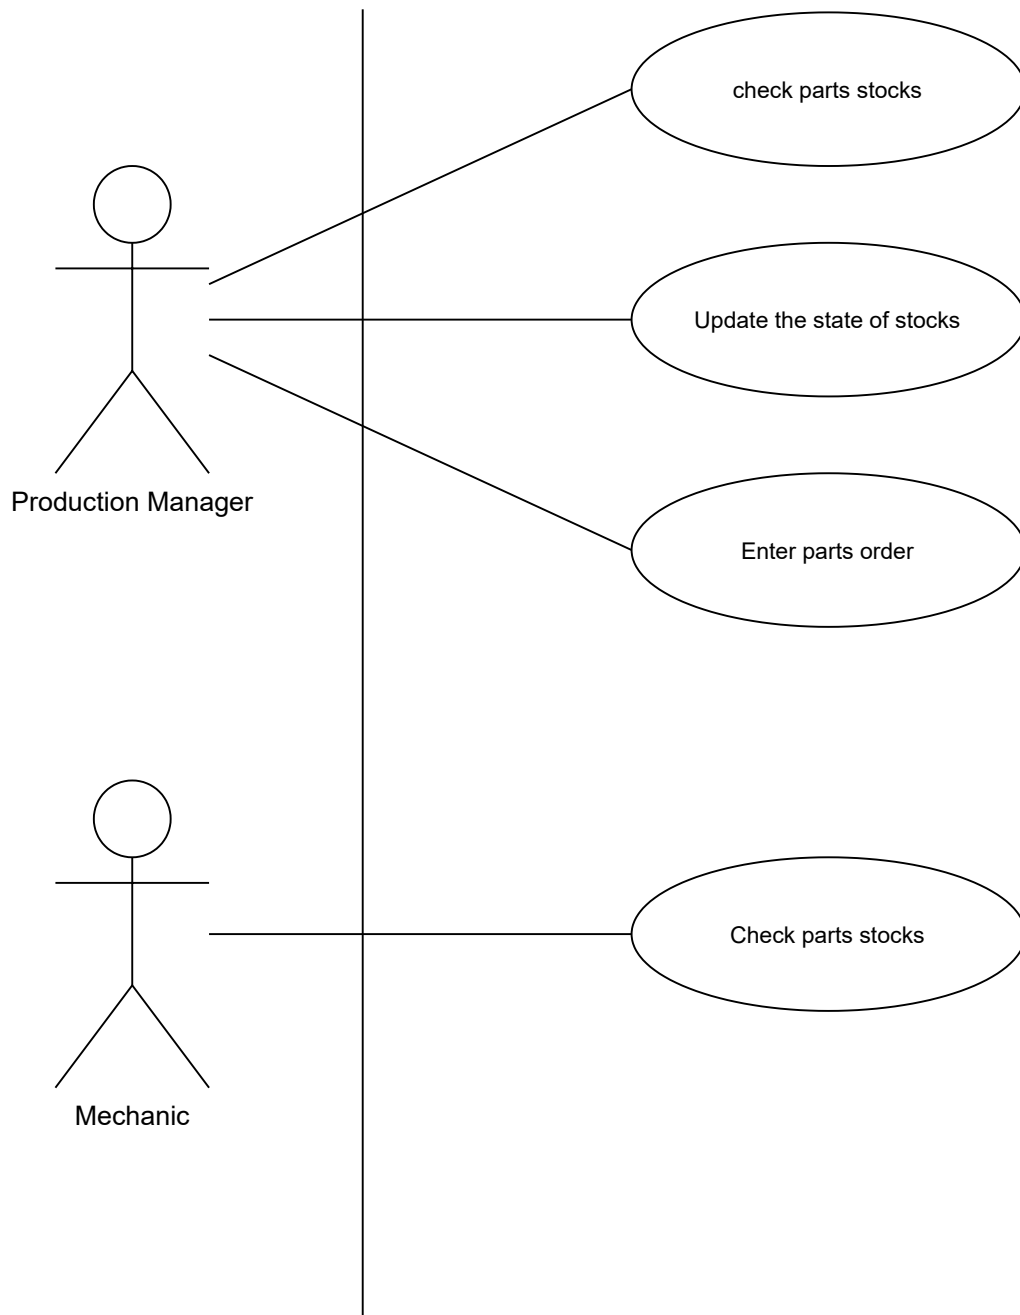 check parts stocks
Update the state of stocks
Production Manager
Enter parts order
Check parts stocks
Mechanic